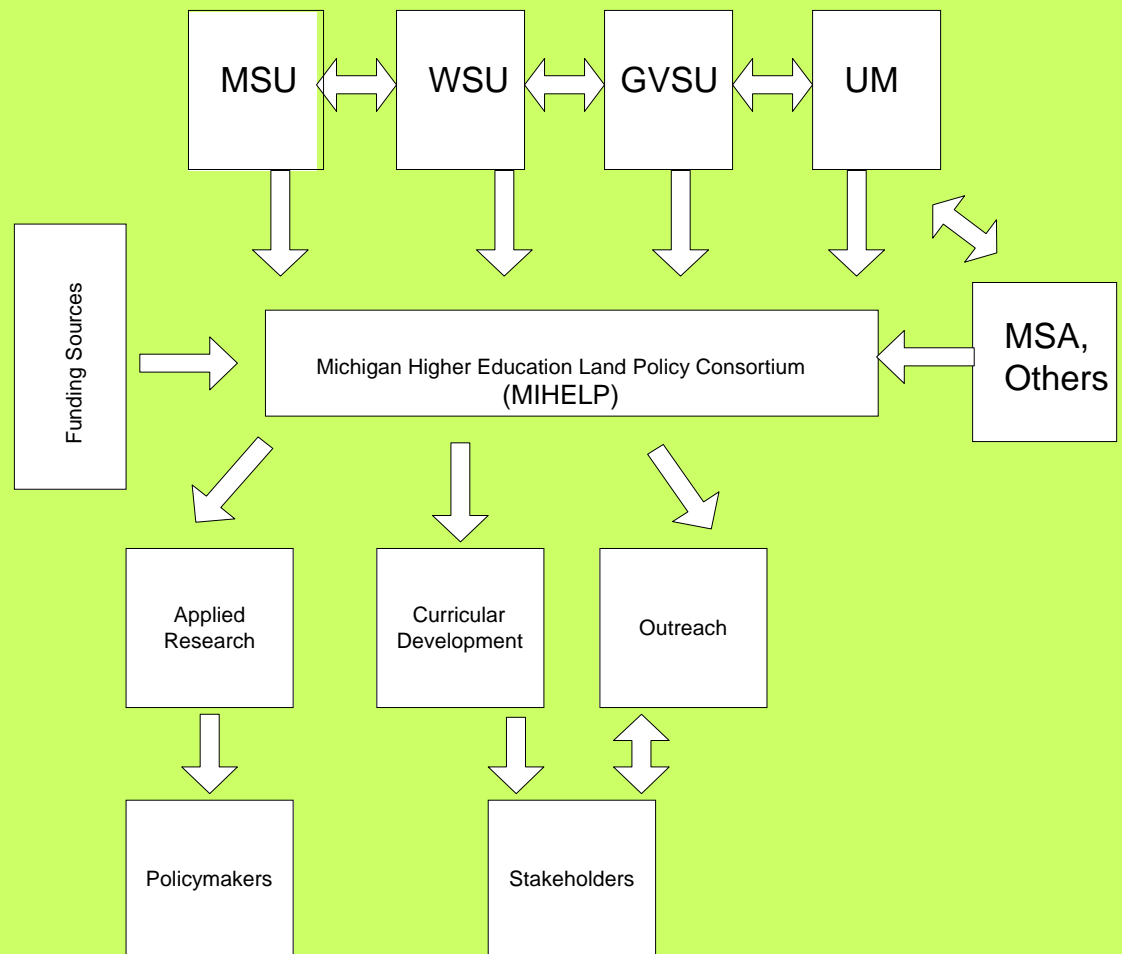 MSU
WSU
GVSU
UM
Funding Sources
Michigan Higher Education Land Policy Consortium
(MIHELP)
MSA,
Others
Applied
Research
Curricular
Development
Outreach
Policymakers
Stakeholders